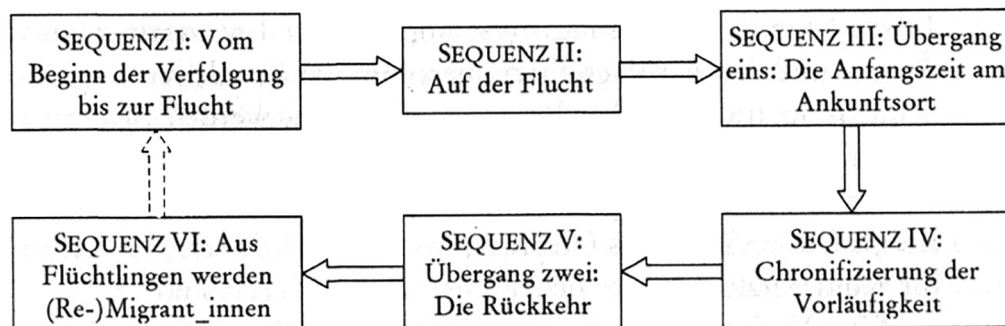 SEQUENZ I: Vom
Beginn der Verfolgung
bis zur Flucht
SEQUENZ II:
Auf der Flucht
SEQUENZ III: Übergang
eins: Die Anfangszeit am
Ankunftsort
SEQUENZ IV:
Chronifizierung der
Vorläufigkeit
SEQUENZ V:
Übergang zwei:
Die Rückkehr
SEQUENZ VI: Aus
Flüchtlingen werden
(Re-)Migrant_innen